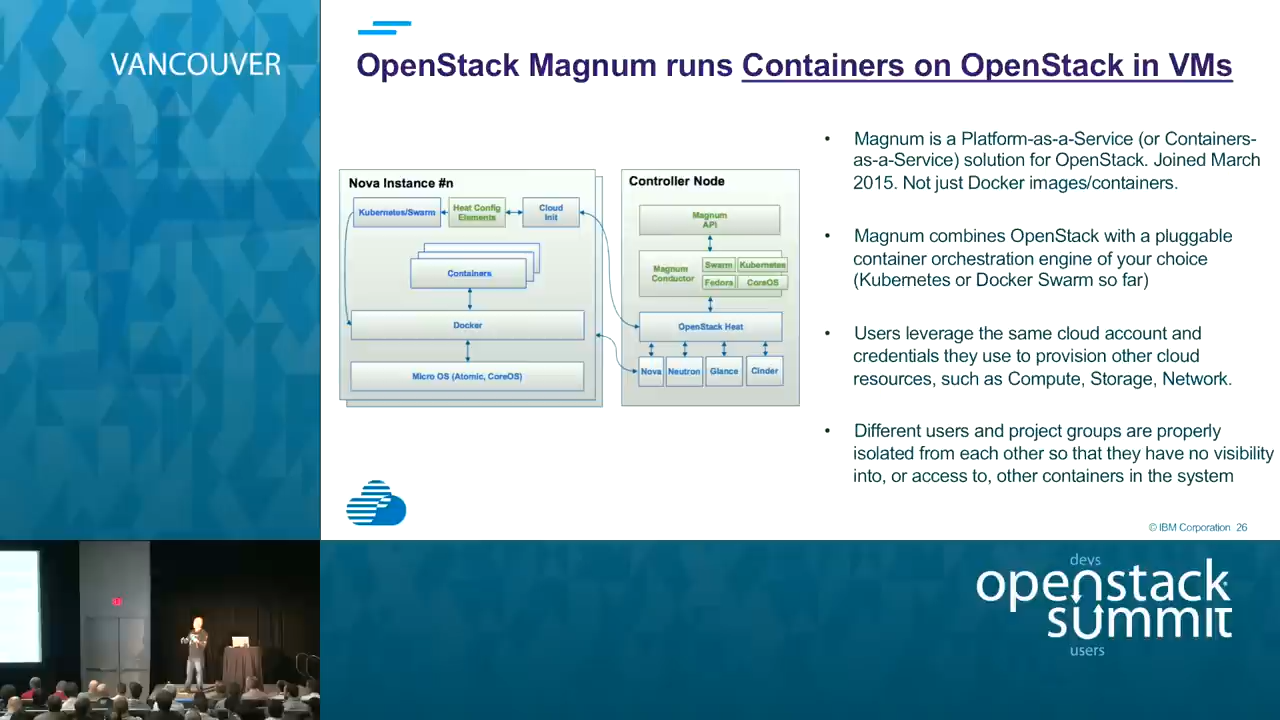 VANCOUVER
OpenStack Magnum runs Containers on OpenStack in VMs
Nova Instance #n
Kubernetes/Swarm
Heat Config
Elements
Cloud
Init
Containers
Docker
Micro OS (Atomic, CoreOS)
Controller Node
Magnum
API
Magnum
Conductor
Swarm
Kubernetes
Fedora
CoreOS
OpenStack Heat
Nova
Neutron
Glance
Cinder
• Magnum is a Platform-as-a-Service (or Containers-
as-a-Service) solution for OpenStack. Joined March
2015. Not just Docker images/containers.
• Magnum combines OpenStack with a pluggable
container orchestration engine of your choice
(Kubernetes or Docker Swarm so far)
• Users leverage the same cloud account and
credentials they use to provision other cloud
resources, such as Compute, Storage, Network.
• Different users and project groups are properly
isolated from each other so that they have no visibility
into, or access to, other containers in the system
© IBM Corporation 26
devs
openstack
summit
users